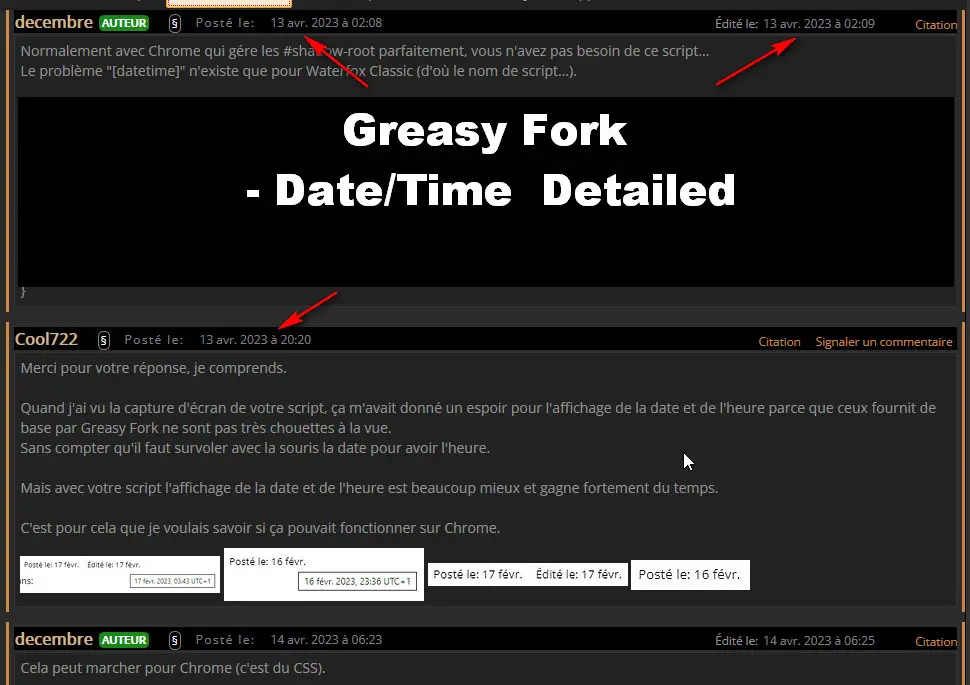 decembre AUTEUR § Posté le: 13 avr. 2023 à 02:08 Édité le: 13 avr. 2023 à 02:09 Citation
Normalement avec Chrome qui gére les #shadow-root parfaitement, vous n'avez pas besoin de ce script...
Le problème "[datetime]" n'existe que pour Waterfox Classic (d'où le nom de script...).
Greasy Fork
- Date/Time Detailed
}
Cool722 § Posté le: 13 avr. 2023 à 20:20 Citation Signaler un commentaire
Merci pour votre réponse, je comprends.
Quand j'ai vu la capture d'écran de votre script, ça m'avait donné un espoir pour l'affichage de la date et de l'heure parce que ceux fournit de
base par Greasy Fork ne sont pas très chouettes à la vue.
Sans compter qu'il faut survoler avec la souris la date pour avoir l'heure.
Mais avec votre script l'affichage de la date et de l'heure est beaucoup mieux et gagne fortement du temps.
C'est pour cela que je voulais savoir si ça pouvait fonctionner sur Chrome.
Posté le: 17 févr. Édité le: 17 févr.
ns: 17 févr. 2023, 03:43 UTC+1
Posté le: 16 févr.
16 févr. 2023, 23:36 UTC+1
Posté le: 17 févr. Édité le: 17 févr.
Posté le: 16 févr.
decembre AUTEUR § Posté le: 14 avr. 2023 à 06:23 Édité le: 14 avr. 2023 à 06:25 Citation
Cela peut marcher pour Chrome (c'est du CSS).